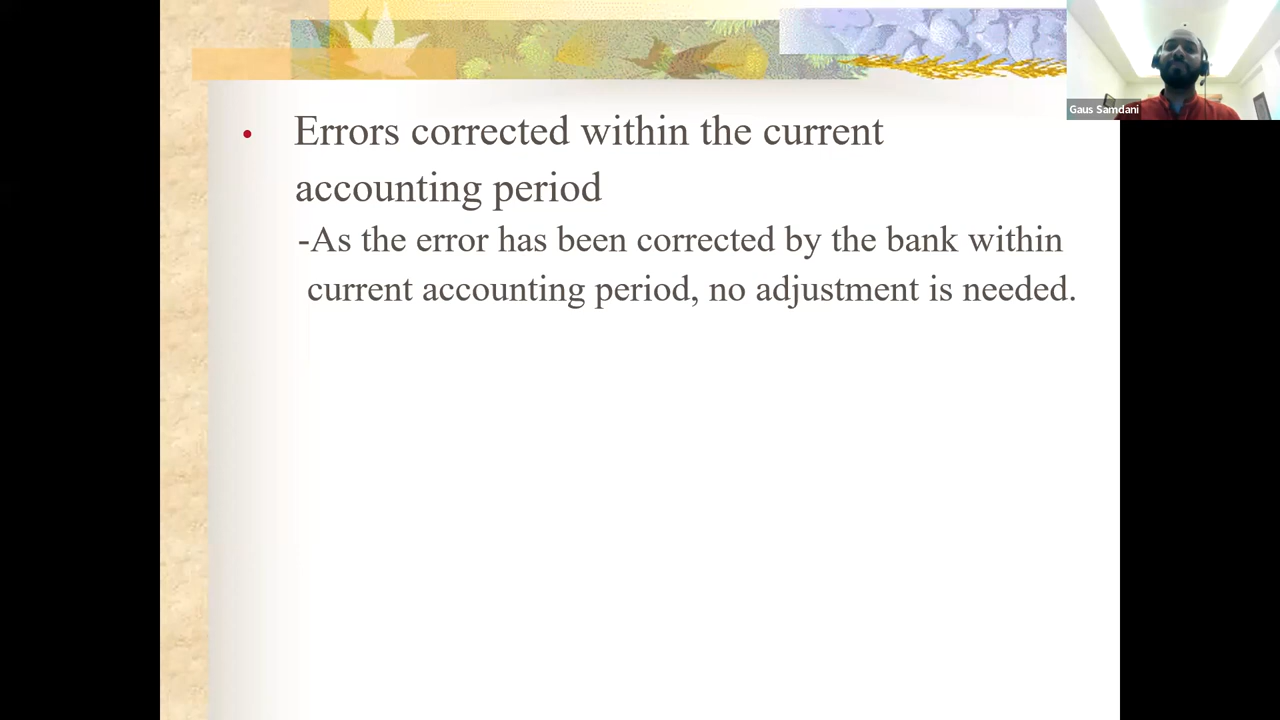 Gaus Samdani
• Errors corrected within the current
accounting period
-As the error has been corrected by the bank within
current accounting period, no adjustment is needed.